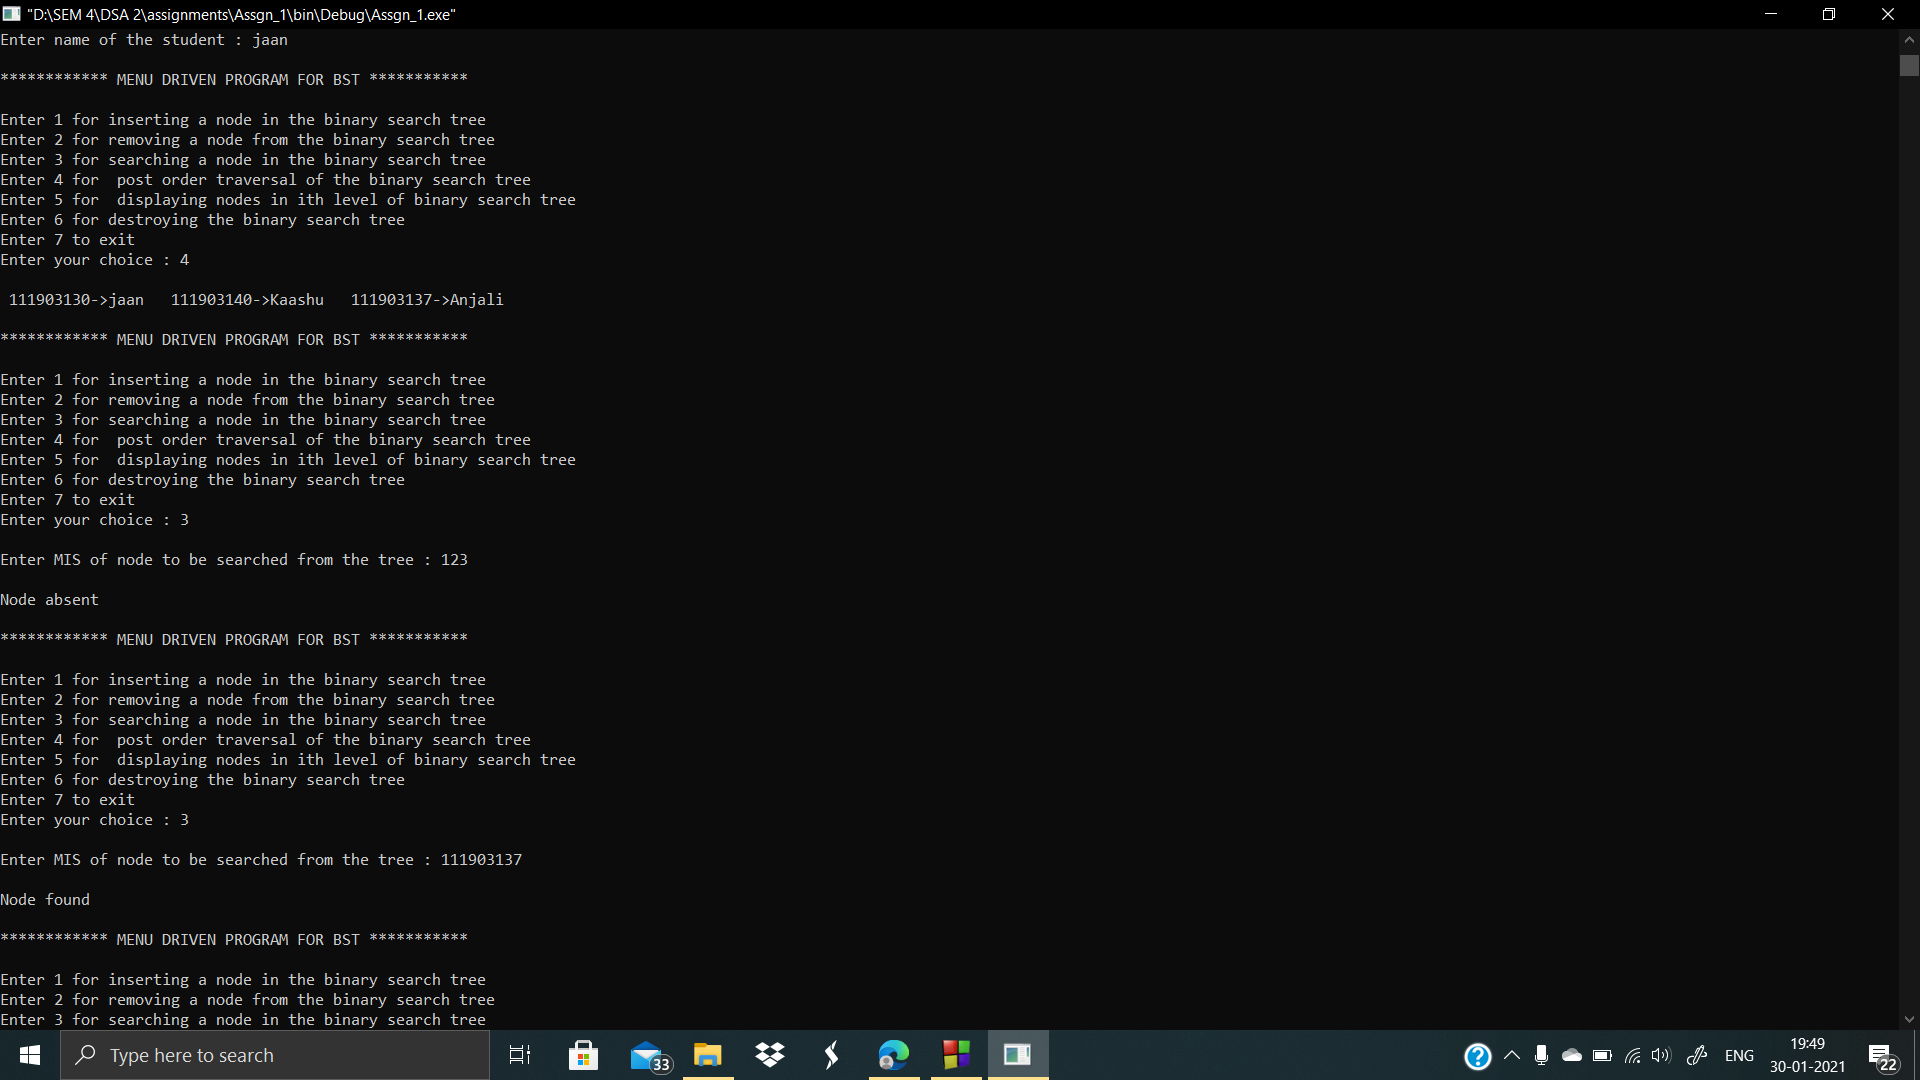 "D:\SEM 4\DSA 2\assignments\Assgn_1\bin\Debug\Assgn_1.exe"
Enter name of the student : jaan
************ MENU DRIVEN PROGRAM FOR BST ***********
Enter 1 for inserting a node in the binary search tree
Enter 2 for removing a node from the binary search tree
Enter 3 for searching a node in the binary search tree
Enter 4 for  post order traversal of the binary search tree
Enter 5 for  displaying nodes in ith level of binary search tree
Enter 6 for destroying the binary search tree
Enter 7 to exit
Enter your choice : 4
111903130->jaan   111903140->Kaashu   111903137->Anjali
************ MENU DRIVEN PROGRAM FOR BST ***********
Enter 1 for inserting a node in the binary search tree
Enter 2 for removing a node from the binary search tree
Enter 3 for searching a node in the binary search tree
Enter 4 for  post order traversal of the binary search tree
Enter 5 for  displaying nodes in ith level of binary search tree
Enter 6 for destroying the binary search tree
Enter 7 to exit
Enter your choice : 3
Enter MIS of node to be searched from the tree : 123
Node absent
************ MENU DRIVEN PROGRAM FOR BST ***********
Enter 1 for inserting a node in the binary search tree
Enter 2 for removing a node from the binary search tree
Enter 3 for searching a node in the binary search tree
Enter 4 for  post order traversal of the binary search tree
Enter 5 for  displaying nodes in ith level of binary search tree
Enter 6 for destroying the binary search tree
Enter 7 to exit
Enter your choice : 3
Enter MIS of node to be searched from the tree : 111903137
Node found
************ MENU DRIVEN PROGRAM FOR BST ***********
Enter 1 for inserting a node in the binary search tree
Enter 2 for removing a node from the binary search tree
Enter 3 for searching a node in the binary search tree
Type here to search
33
ENG
19:49
30-01-2021
22